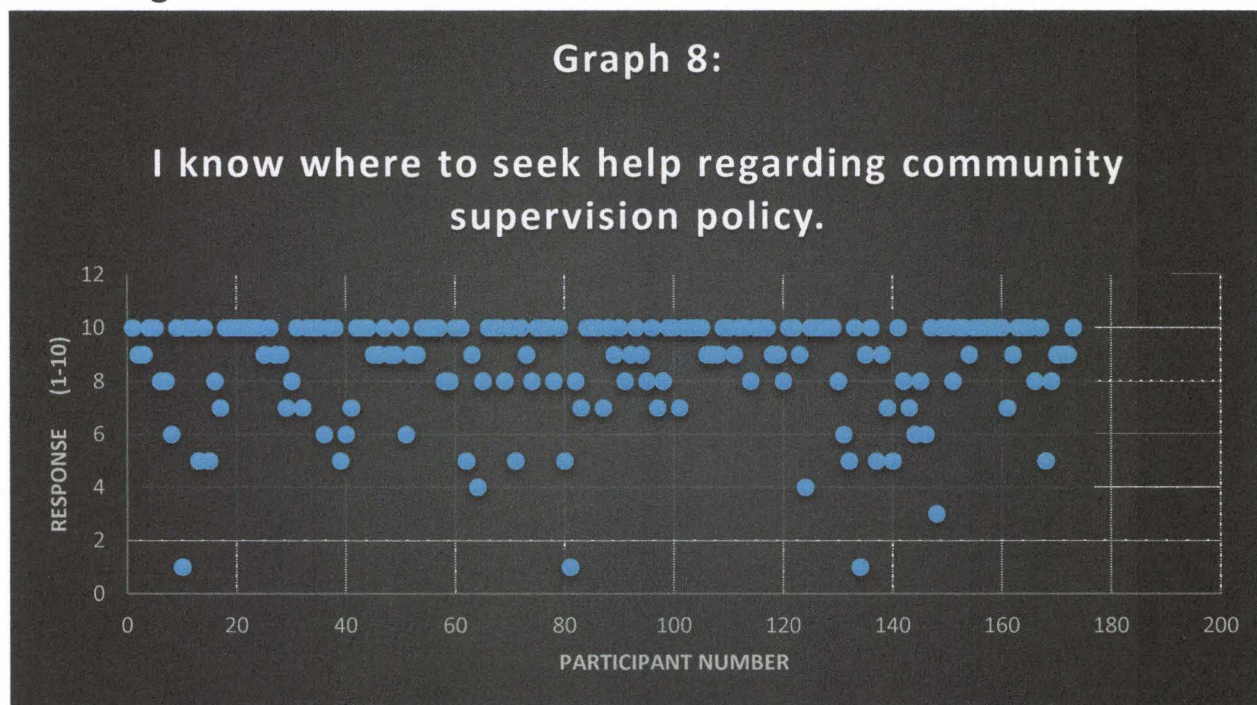 Graph 8:
I know where to seek help regarding community
supervision policy.
12
10
8
6
4
2
0
RESPONSE (1-10)
0 20 40 60 80 100 120 140 160 180 200
PARTICIPANT NUMBER